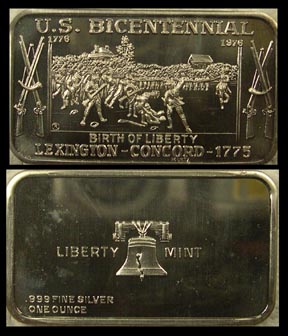 U.S. BICENTENNIAL
1776 1976
BIRTH OF LIBERTY
LEXINGTON - CONCORD - 1775
LIBERTY MINT
.999 FINE SILVER
ONE OUNCE